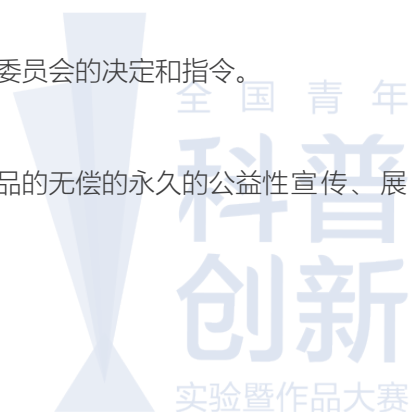 委员会的决定和指令。
全国青年
品的无偿的永久的公益性宣传、展
科普
创新
实验暨作品大赛